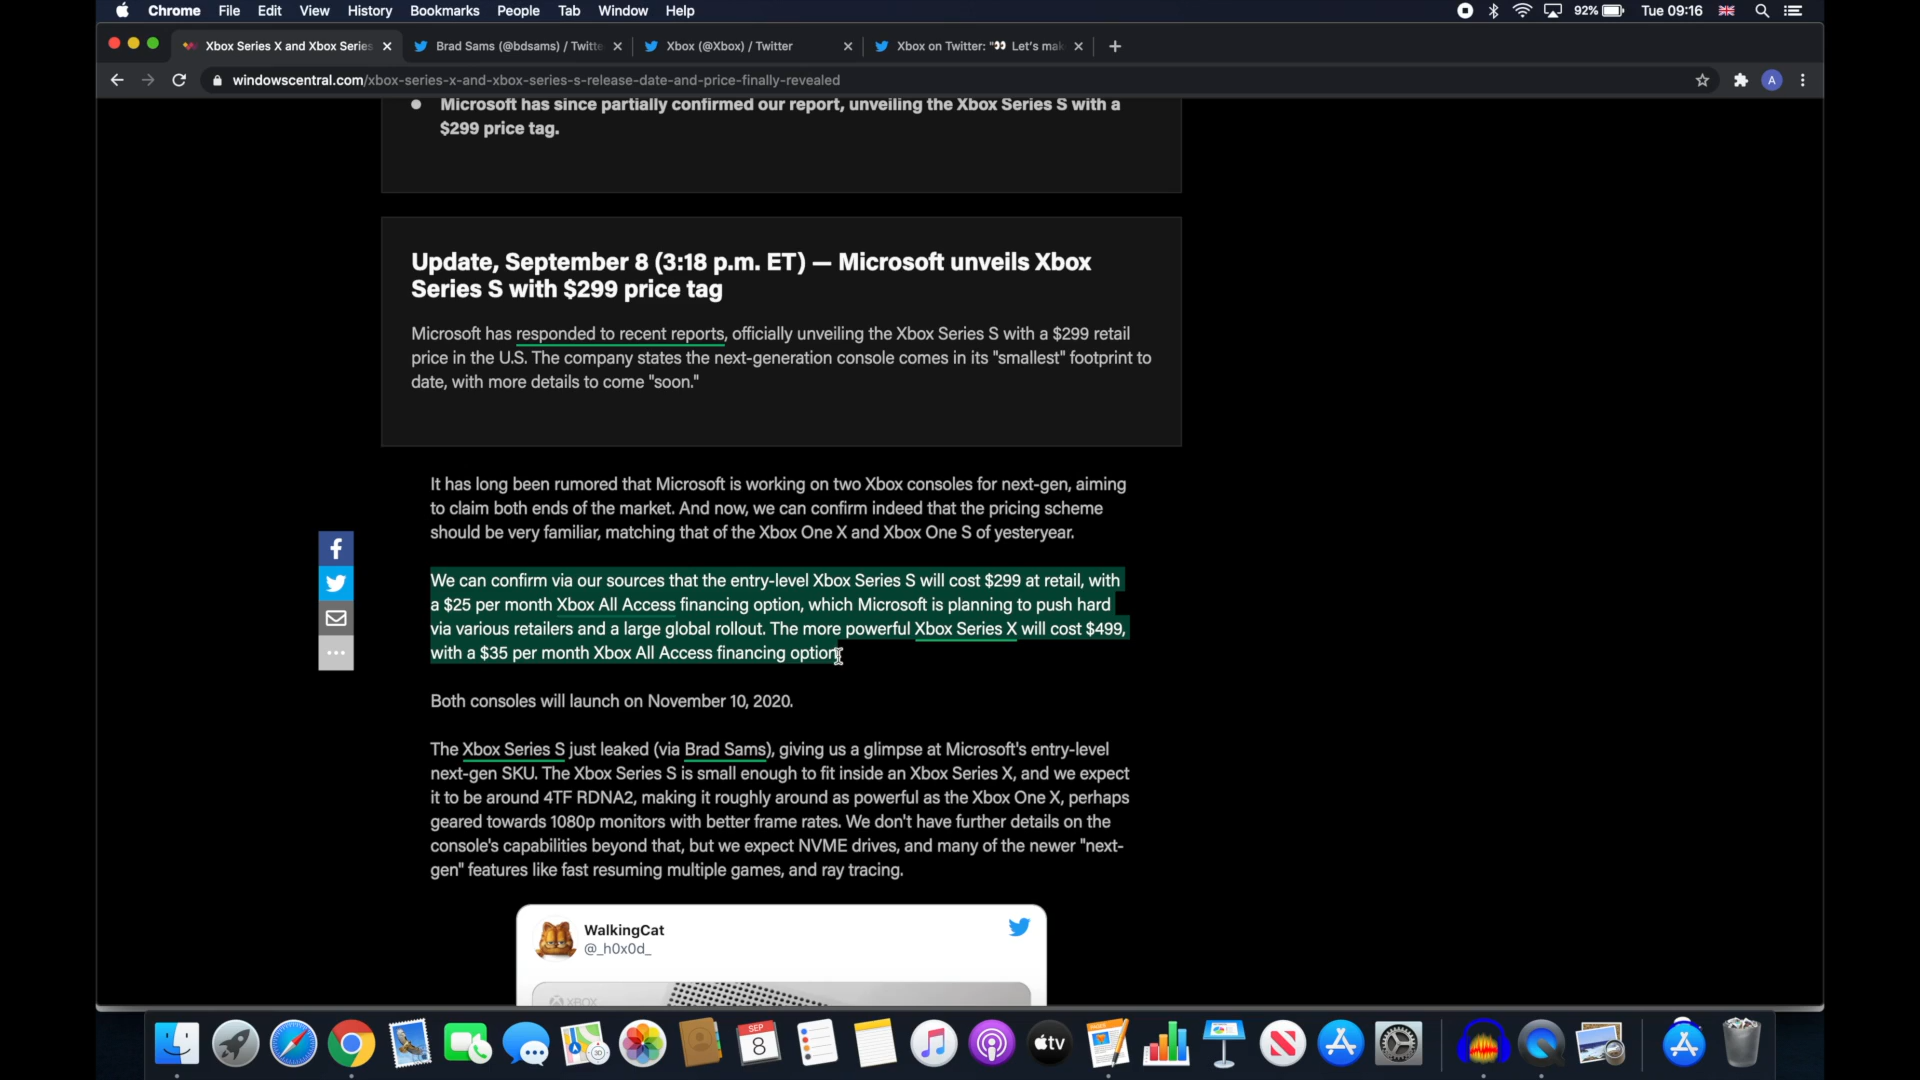 Chrome File Edit View History Bookmarks People Tab Window Help 92% Tue 09:16
Xbox Series X and Xbox Series Brad Sams (@bdsams) / Twitte Xbox (@Xbox) / Twitter Xbox on Twitter: "👀 Let's mak
windowscentral.com/xbox-series-x-and-xbox-series-s-release-date-and-price-finally-revealed A
Microsoft has since partially confirmed our report, unveiling the Xbox Series S with a
$299 price tag.
Update, September 8 (3:18 p.m. ET) — Microsoft unveils Xbox
Series S with $299 price tag
Microsoft has responded to recent reports, officially unveiling the Xbox Series S with a $299 retail
price in the U.S. The company states the next-generation console comes in its "smallest" footprint to
date, with more details to come "soon."
It has long been rumored that Microsoft is working on two Xbox consoles for next-gen, aiming
to claim both ends of the market. And now, we can confirm indeed that the pricing scheme
should be very familiar, matching that of the Xbox One X and Xbox One S of yesteryear.
We can confirm via our sources that the entry-level Xbox Series S will cost $299 at retail, with
a $25 per month Xbox All Access financing option, which Microsoft is planning to push hard
via various retailers and a large global rollout. The more powerful Xbox Series X will cost $499,
with a $35 per month Xbox All Access financing option
Both consoles will launch on November 10, 2020.
The Xbox Series S just leaked (via Brad Sams), giving us a glimpse at Microsoft's entry-level
next-gen SKU. The Xbox Series S is small enough to fit inside an Xbox Series X, and we expect
it to be around 4TF RDNA2, making it roughly around as powerful as the Xbox One X, perhaps
geared towards 1080p monitors with better frame rates. We don't have further details on the
console's capabilities beyond that, but we expect NVME drives, and many of the newer "next-
gen" features like fast resuming multiple games, and ray tracing.
WalkingCat
@_h0x0d_
XBOX
SEP
8
3D
tv
PAGES